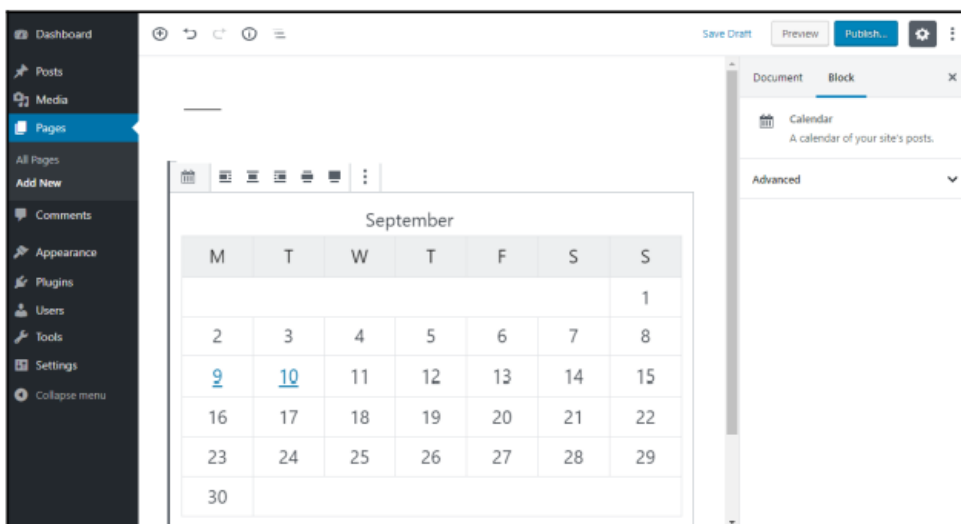 Dashboard
Posts
Media
Pages
All Pages
Add New
Comments
Appearance
Plugins
Users
Tools
Settings
Collapse menu
Save Draft Preview Publish...
September
M T W T F S S
1
2 3 4 5 6 7 8
9 10 11 12 13 14 15
16 17 18 19 20 21 22
23 24 25 26 27 28 29
30
Document Block
Calendar
A calendar of your site's posts.
Advanced